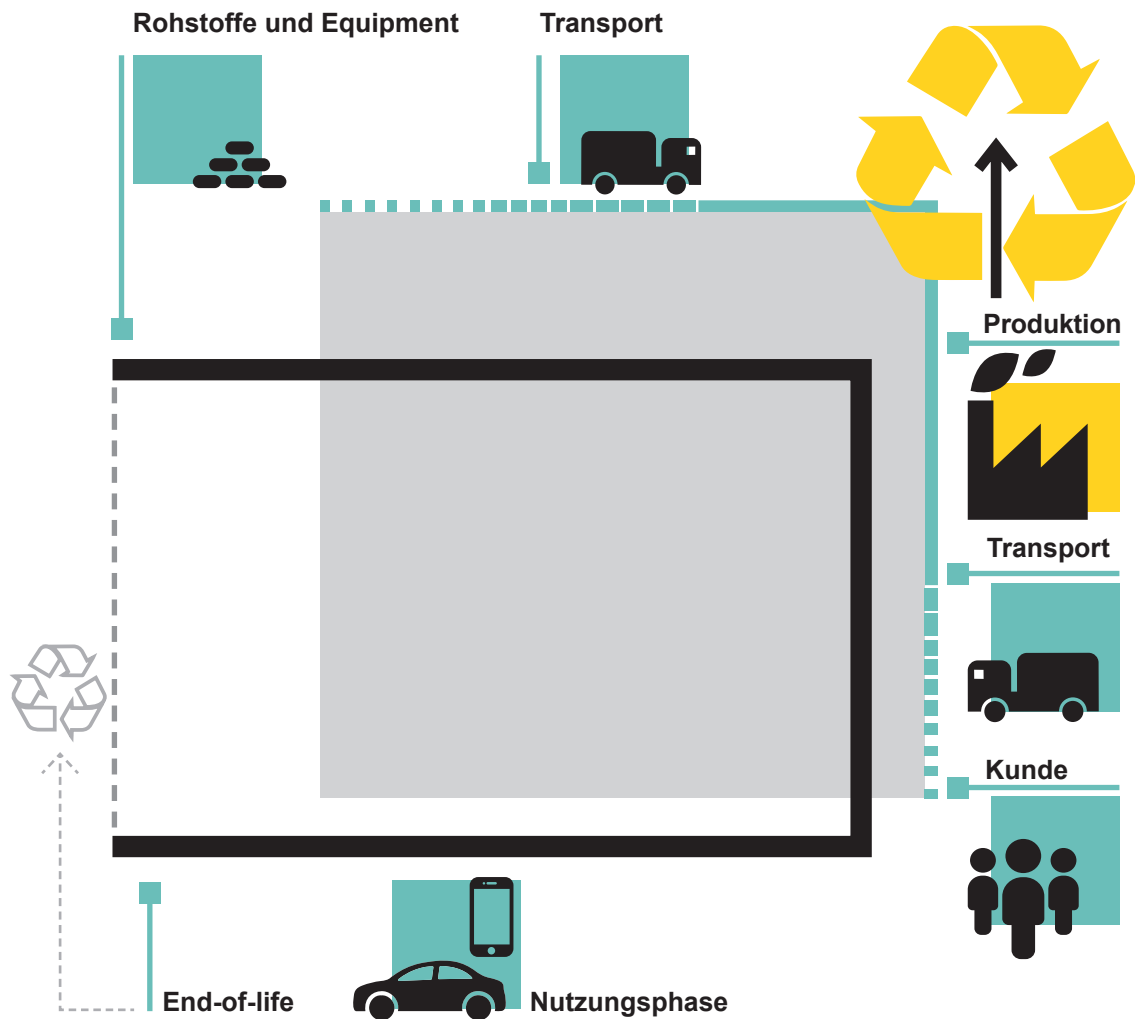 Rohstoffe und Equipment
Transport
Produktion
Transport
Kunde
End-of-life
Nutzungsphase